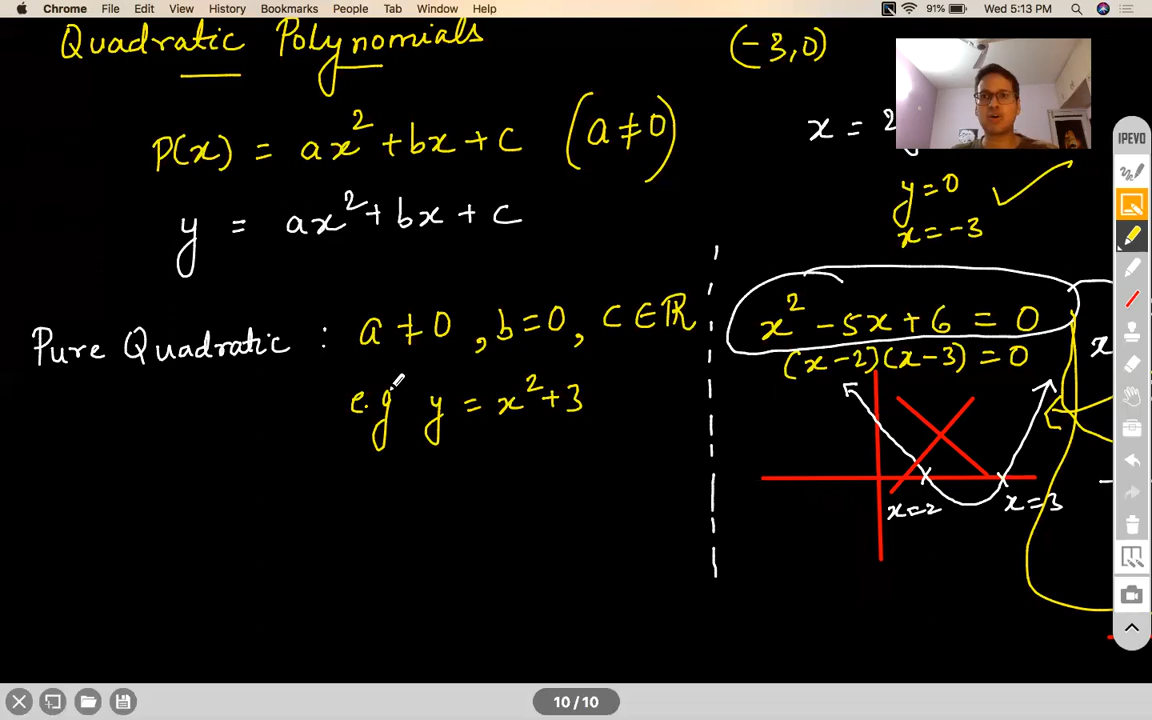 Chrome File Edit View History Bookmarks People Tab Window Help 91% Wed 5:13 PM
Quadratic Polynomials
P(x) = ax² + bx + c (a ≠ 0)
y = ax² + bx + c
Pure Quadratic : a ≠ 0, b = 0, c ∈ ℝ
e.g y = x² + 3
(-3, 0)
x = 2
y = 0
x = -3
x² - 5x + 6 = 0
(x-2)(x-3) = 0
x=2
x=3
x
IPEVO
10 / 10